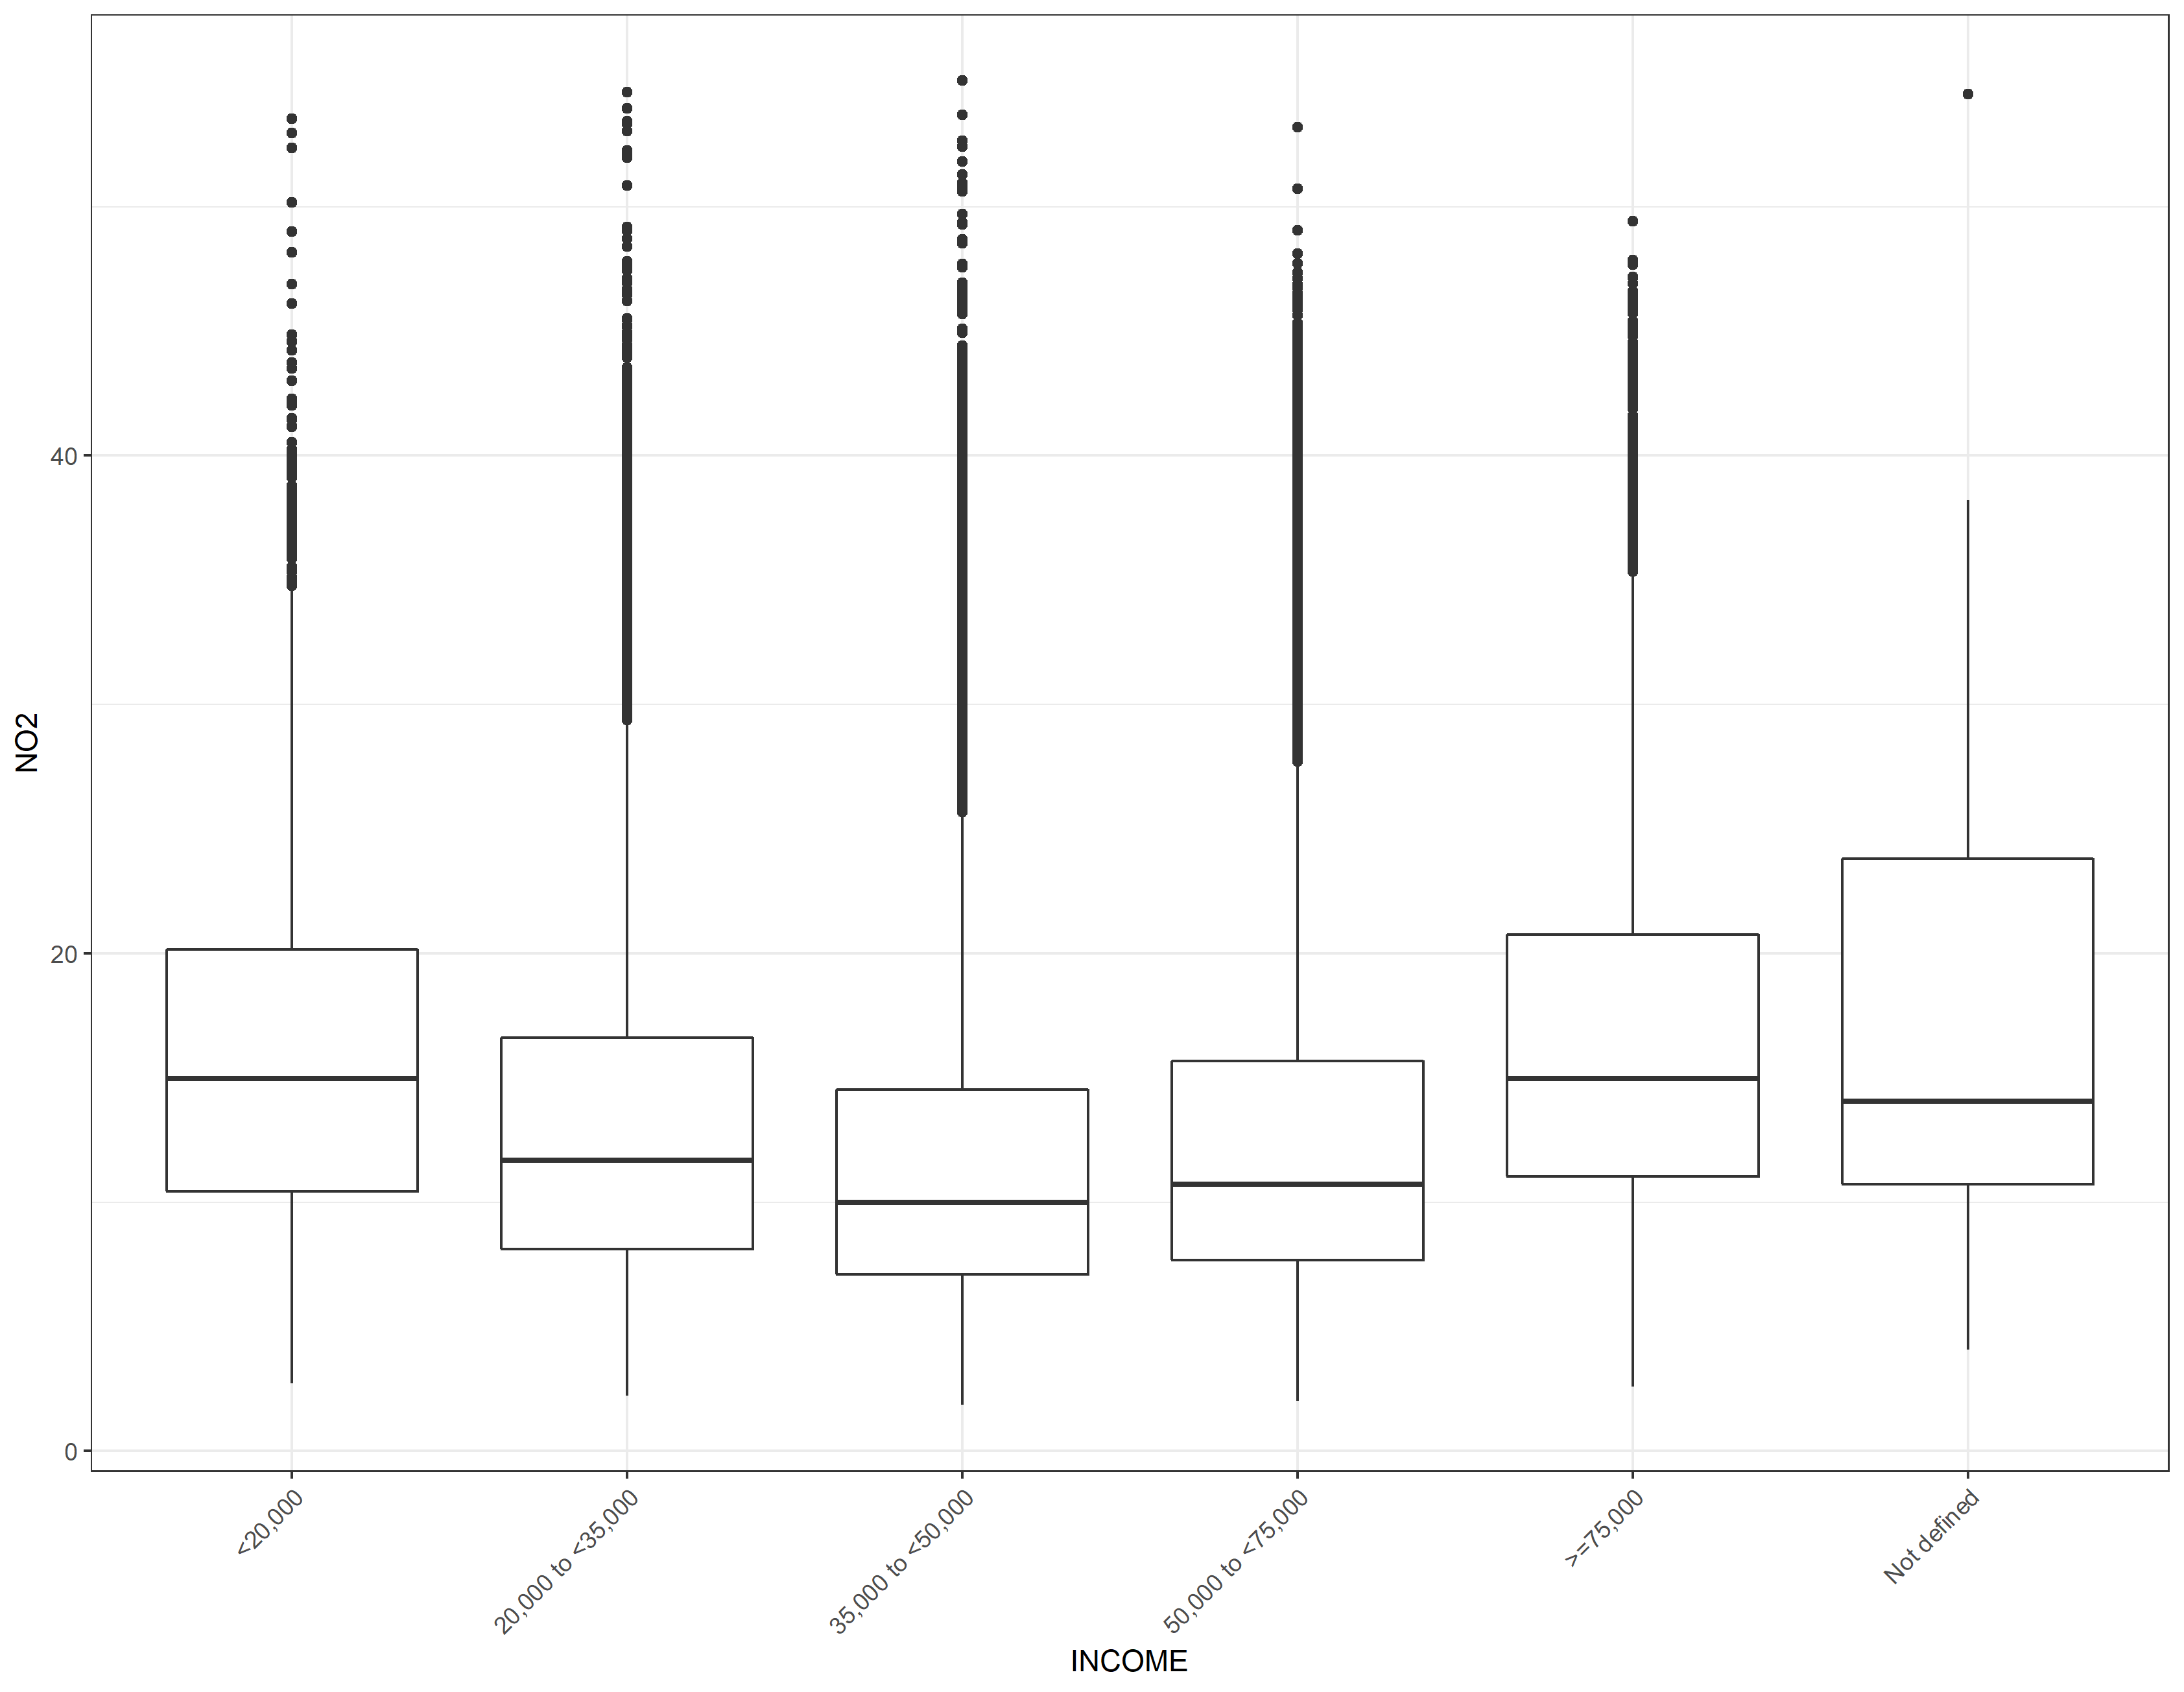 NO2
40
20
0
<20,000
20,000 to <35,000
35,000 to <50,000
50,000 to <75,000
>=75,000
Not defined
INCOME